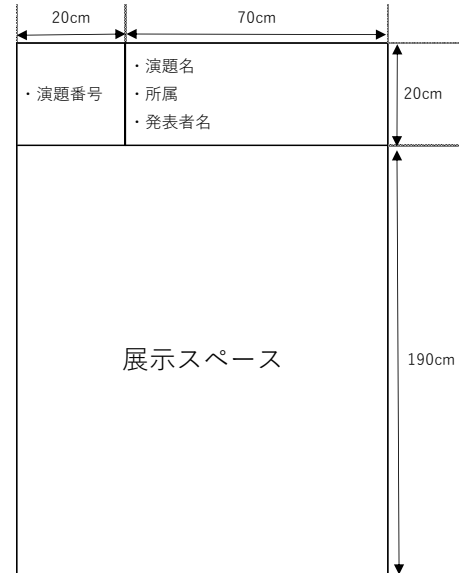 20cm
70cm
・演題番号
・演題名
・所属
・発表者名
20cm
展示スペース
190cm